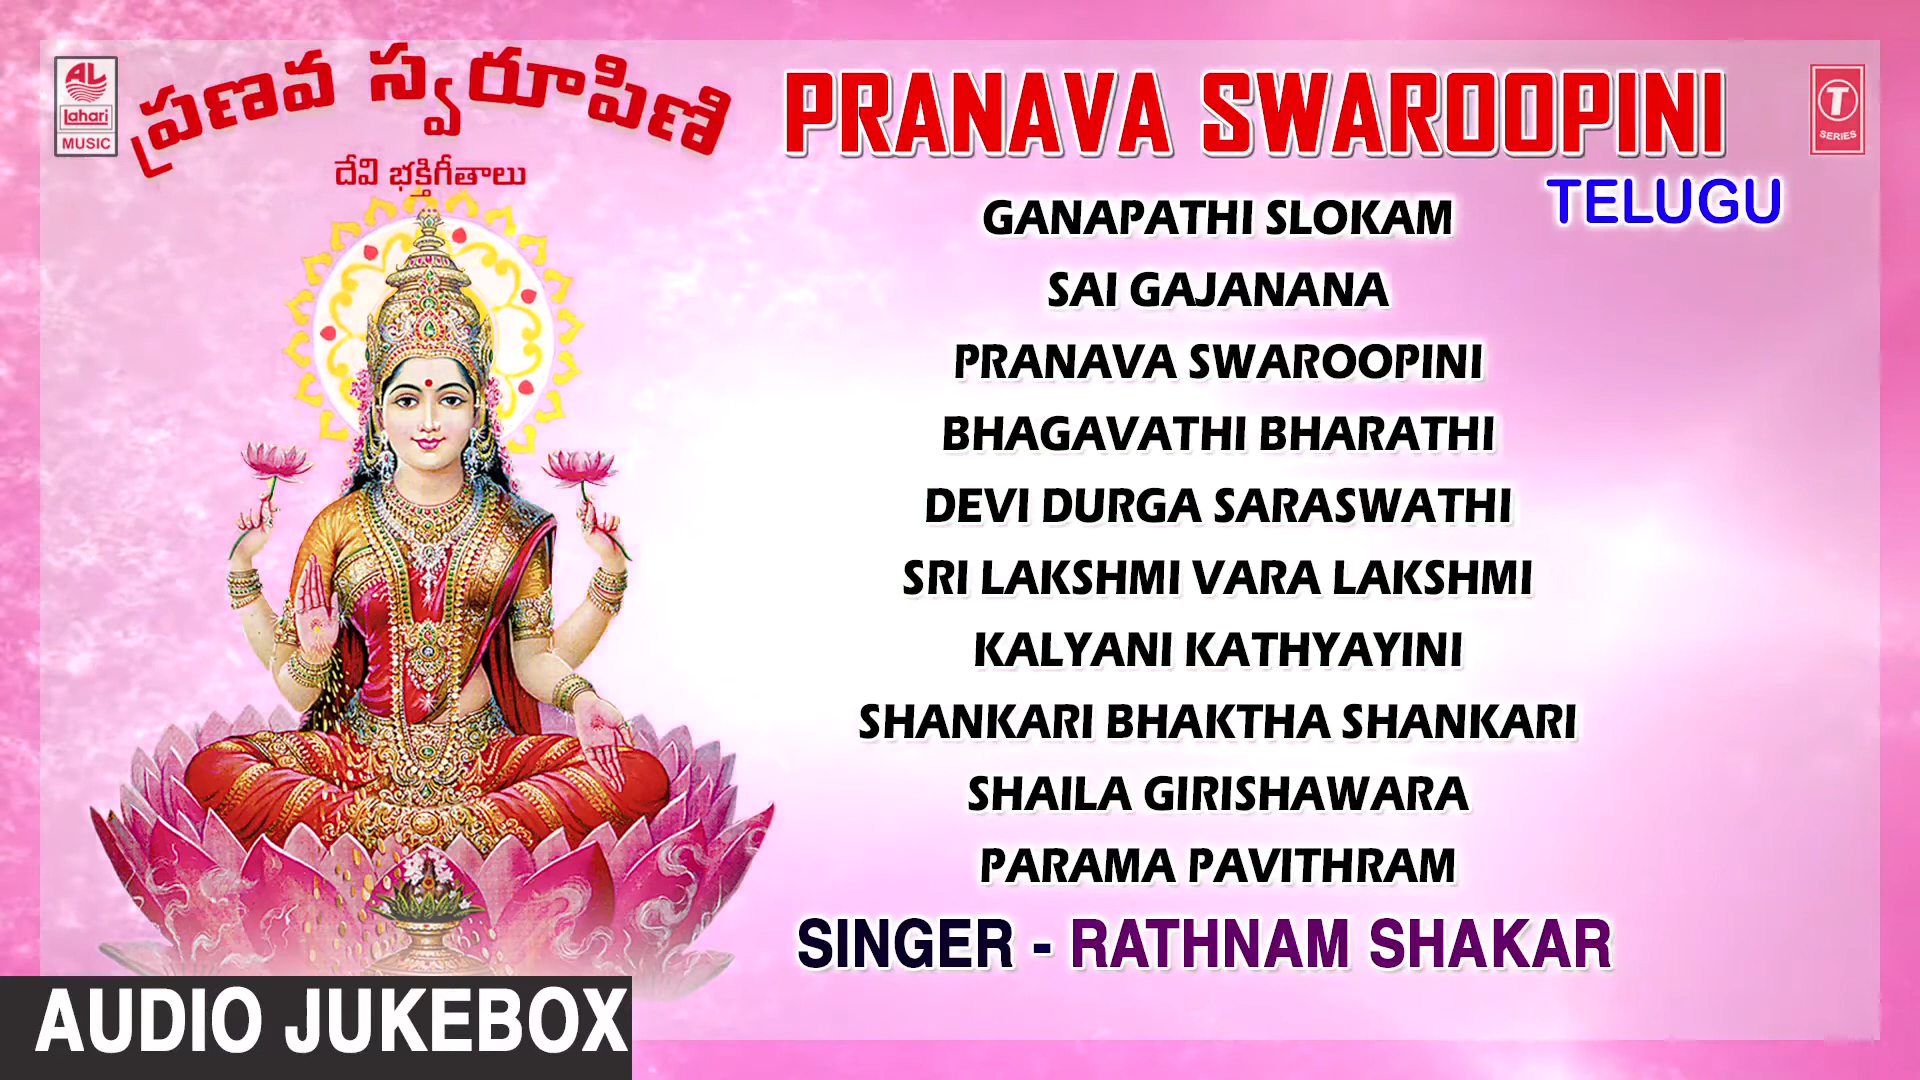 AL
Lahari
MUSIC
ప్రణవ స్వరూపిణి
దేవి భక్తిగీతాలు
PRANAVA SWAROOPINI
T
SERIES
TELUGU
GANAPATHI SLOKAM
SAI GAJANANA
PRANAVA SWAROOPINI
BHAGAVATHI BHARATHI
DEVI DURGA SARASWATHI
SRI LAKSHMI VARA LAKSHMI
KALYANI KATHYAYINI
SHANKARI BHAKTHA SHANKARI
SHAILA GIRISHAWARA
PARAMA PAVITHRAM
SINGER - RATHNAM SHAKAR
AUDIO JUKEBOX